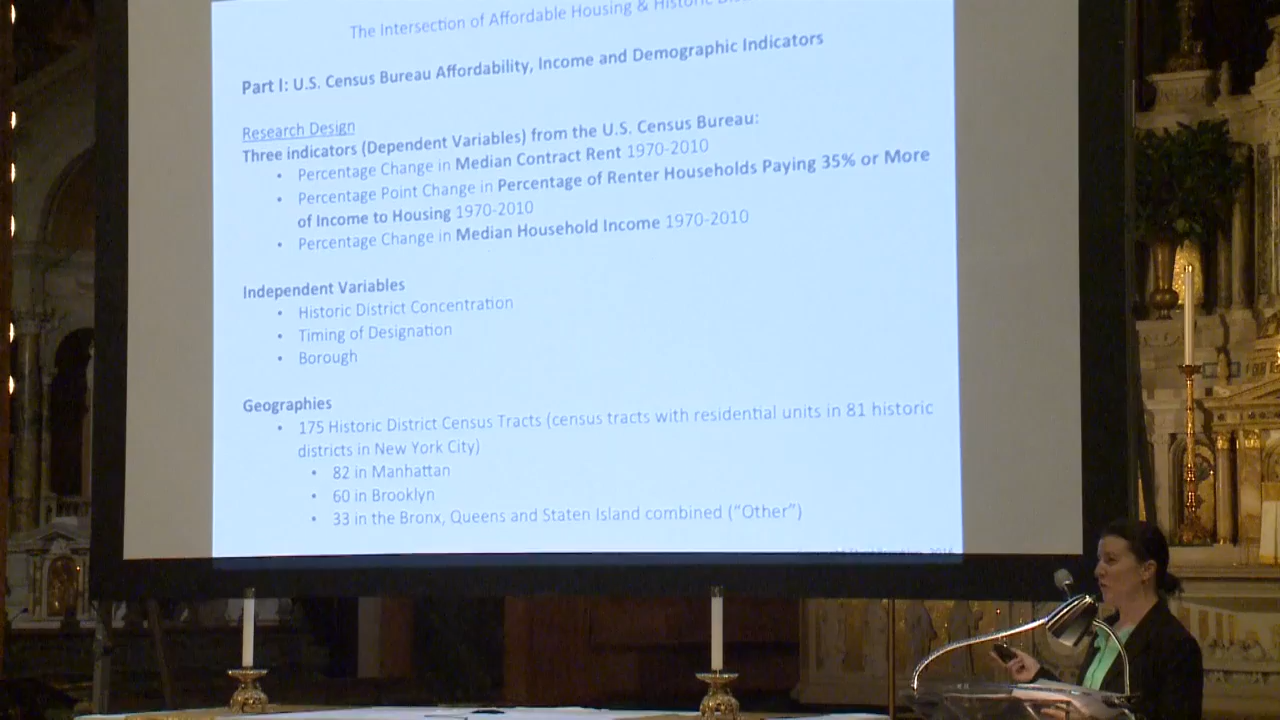 The Intersection of Affordable Housing & Historic
Part I: U.S. Census Bureau Affordability, Income and Demographic Indicators
Research Design
Three indicators (Dependent Variables) from the U.S. Census Bureau:
• Percentage Change in Median Contract Rent 1970-2010
• Percentage Point Change in Percentage of Renter Households Paying 35% or More
of Income to Housing 1970-2010
• Percentage Change in Median Household Income 1970-2010
Independent Variables
• Historic District Concentration
• Timing of Designation
• Borough
Geographies
• 175 Historic District Census Tracts (census tracts with residential units in 81 historic
districts in New York City)
• 82 in Manhattan
• 60 in Brooklyn
• 33 in the Bronx, Queens and Staten Island combined (“Other”)